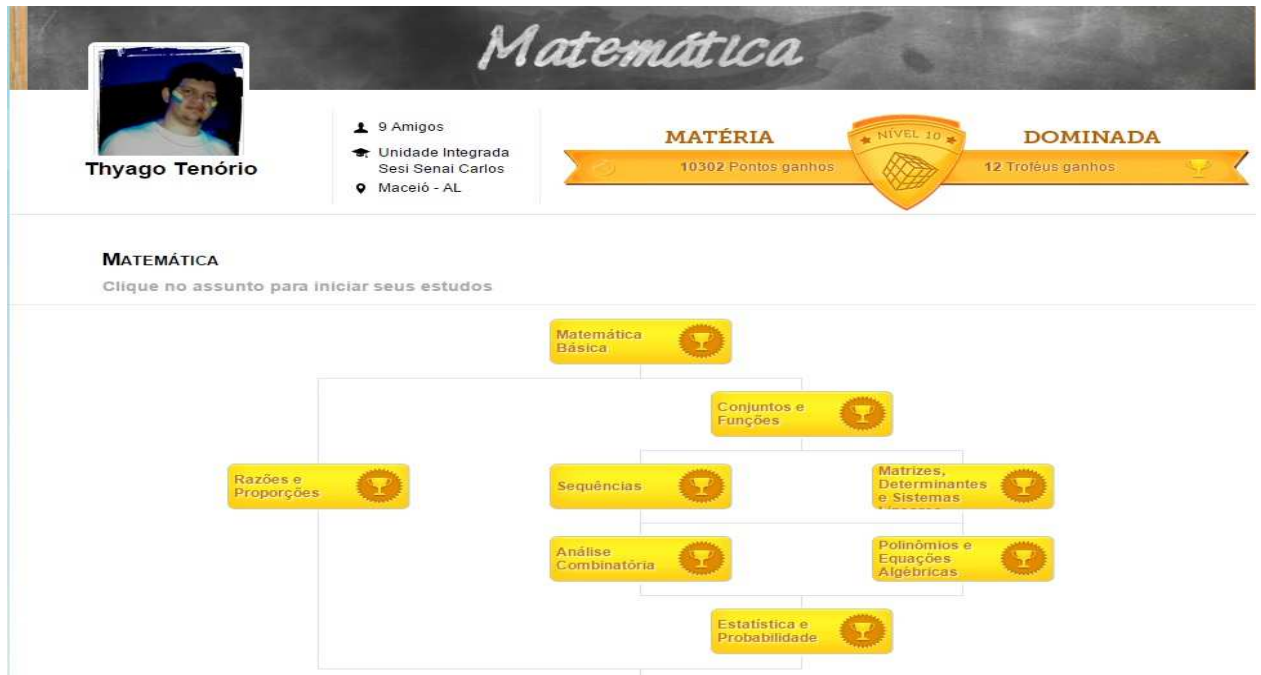 Matemática
Thyago Tenório
9 Amigos
Unidade Integrada
Sesi Senai Carlos
Maceió - AL
MATÉRIA
NÍVEL 10
DOMINADA
10302 Pontos ganhos
12 Troféus ganhos
MATEMÁTICA
Clique no assunto para iniciar seus estudos
Matemática
Básica
Conjuntos e
Funções
Razões e
Proporções
Sequências
Matrizes,
Determinantes
e Sistemas
Análise
Combinatória
Polinômios e
Equações
Algébricas
Estatística e
Probabilidade